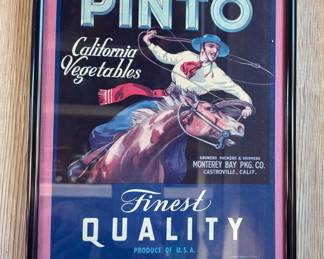 PINTO
California
Vegetables
GROWERS PACKERS & SHIPPERS
MONTEREY BAY PKG. CO.
CASTROVILLE, CALIF.
Finest
QUALITY
PRODUCE OF U.S.A.